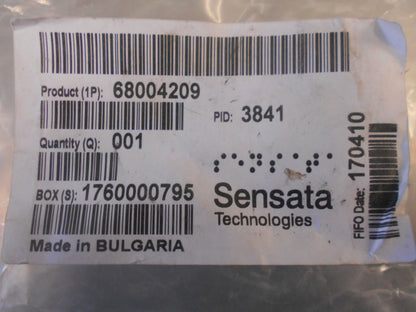 Product (1P): 68004209
PID: 3841
Quantity (Q): 001
BOX (S): 1760000795
Sensata
Technologies
Made in BULGARIA
FIFO Date: 170410